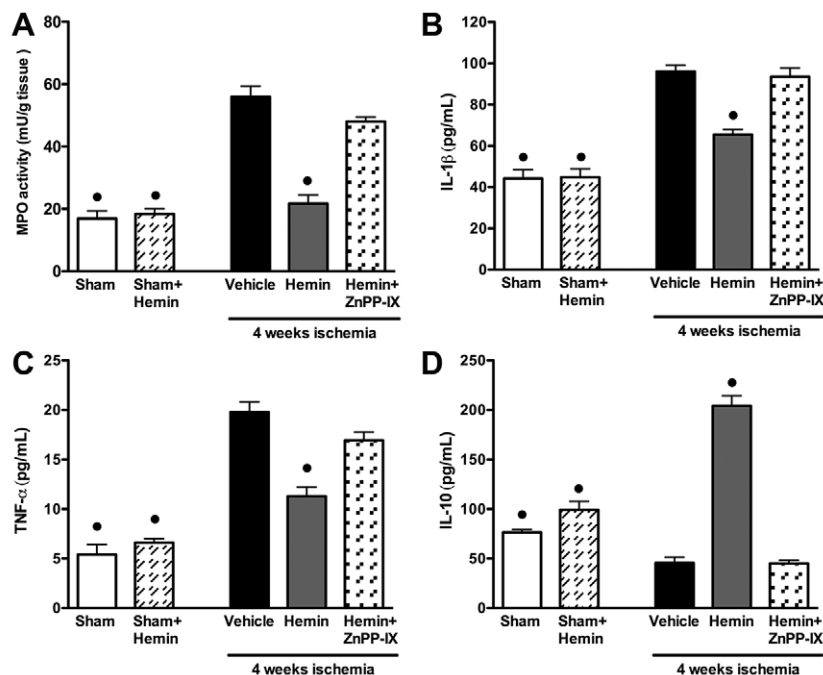 A
MPO activity (mU/g tissue )
80
60
40
20
0
Sham
Sham+
Hemin
Vehicle
Hemin
Hemin+
ZnPP-IX
4 weeks ischemia
B
IL-1β (pg/mL)
120
100
80
60
40
20
0
Sham
Sham+
Hemin
Vehicle
Hemin
Hemin+
ZnPP-IX
4 weeks ischemia
C
TNF-α (pg/mL)
25
20
15
10
5
0
Sham
Sham+
Hemin
Vehicle
Hemin
Hemin+
ZnPP-IX
4 weeks ischemia
D
IL-10 (pg/mL)
250
200
150
100
50
0
Sham
Sham+
Hemin
Vehicle
Hemin
Hemin+
ZnPP-IX
4 weeks ischemia